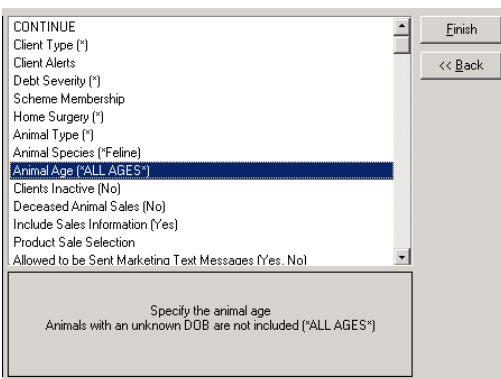 CONTINUE
Client Type (*)
Client Alerts
Debt Severity (*)
Scheme Membership
Home Surgery (*)
Animal Type (*)
Animal Species (*Feline)
Animal Age (*ALL AGES*)
Clients Inactive (No)
Deceased Animal Sales (No)
Include Sales Information (Yes)
Product Sale Selection
Allowed to be Sent Marketing Text Messages (Yes, No)
Specify the animal age
Animals with an unknown DOB are not included (*ALL AGES*)
Finish
<< Back